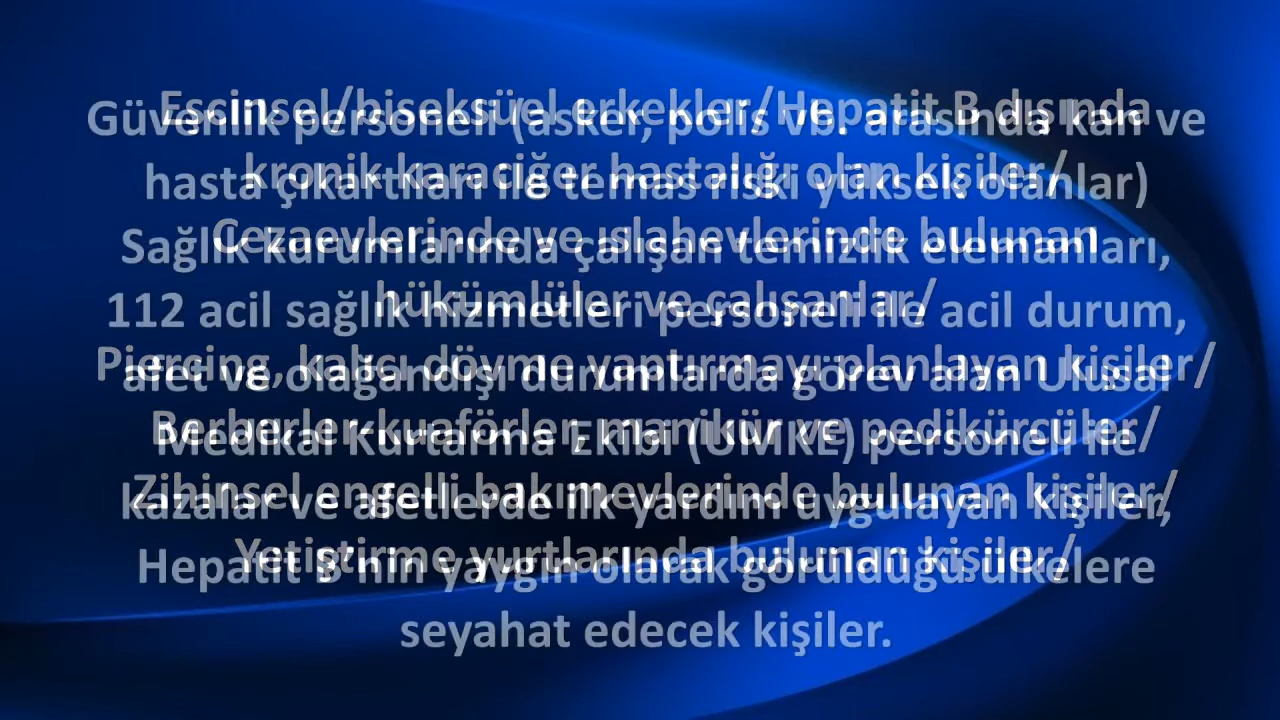 Eşcinsel/biseksüel erkekler/Hepatit B dışında
kronik karaciğer hastalığı olan kişiler/
Cezaevlerinde ve ıslahevlerinde bulunan
hükümlüler ve çalışanlar/
Piercing, kalıcı döyme yaptırmayı planlayan kişiler/
Berberler-kuaförler, manikür ve pedikürcüler/
Zihinsel engelli bakımevlerinde bulunan kişiler/
Yetiştirme yurtlarında bulunan kişiler/
Güvenlik personeli (asker, polis vb. arasında kan ve
hasta çıkartıları ile temas riski yüksek olanlar)
Sağlık kurumlarında çalışan temizlik elemanları,
112 acil sağlık hizmetleri personeli ile acil durum,
afet ve olağandışı durumlarda görev alan Ulusal
Medikal Kurtarma Ekibi (UMKE) personeli ile
kazalar ve afetlerde ilk yardım uygulayan kişiler,
Hepatit B'nin yaygın olarak görüldüğü ülkelere
seyahat edecek kişiler.